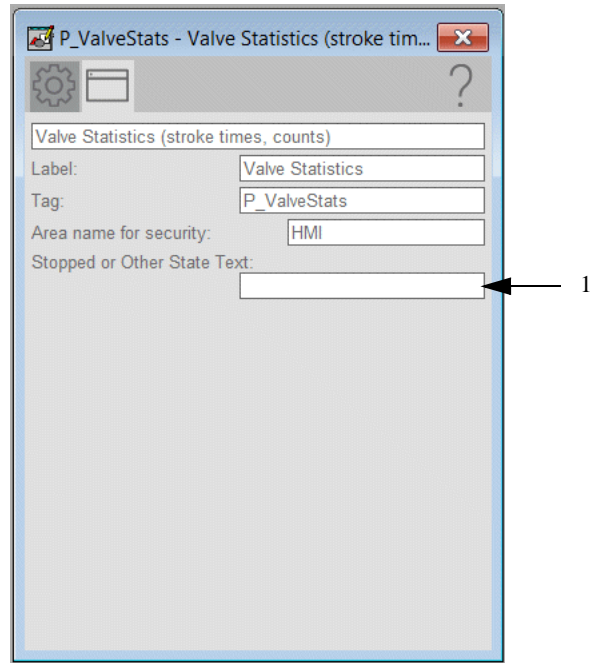 P_ValveStats - Valve Statistics (stroke tim...
?
Valve Statistics (stroke times, counts)
Label: Valve Statistics
Tag: P_ValveStats
Area name for security: HMI
Stopped or Other State Text:
1